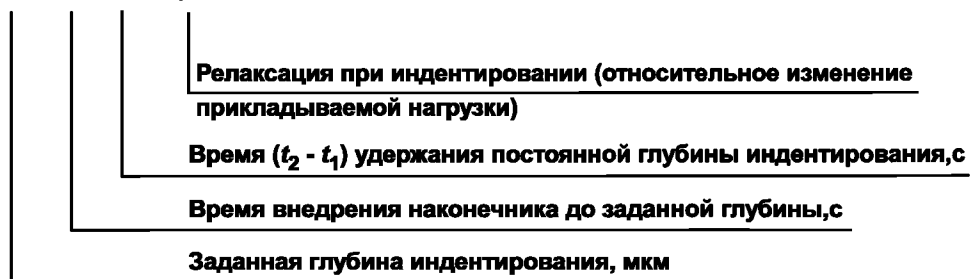 Релаксация при индентировании (относительное изменение
прикладываемой нагрузки)
Время (t₂ - t₁) удержания постоянной глубины индентирования,с
Время внедрения наконечника до заданной глубины,с
Заданная глубина индентирования, мкм